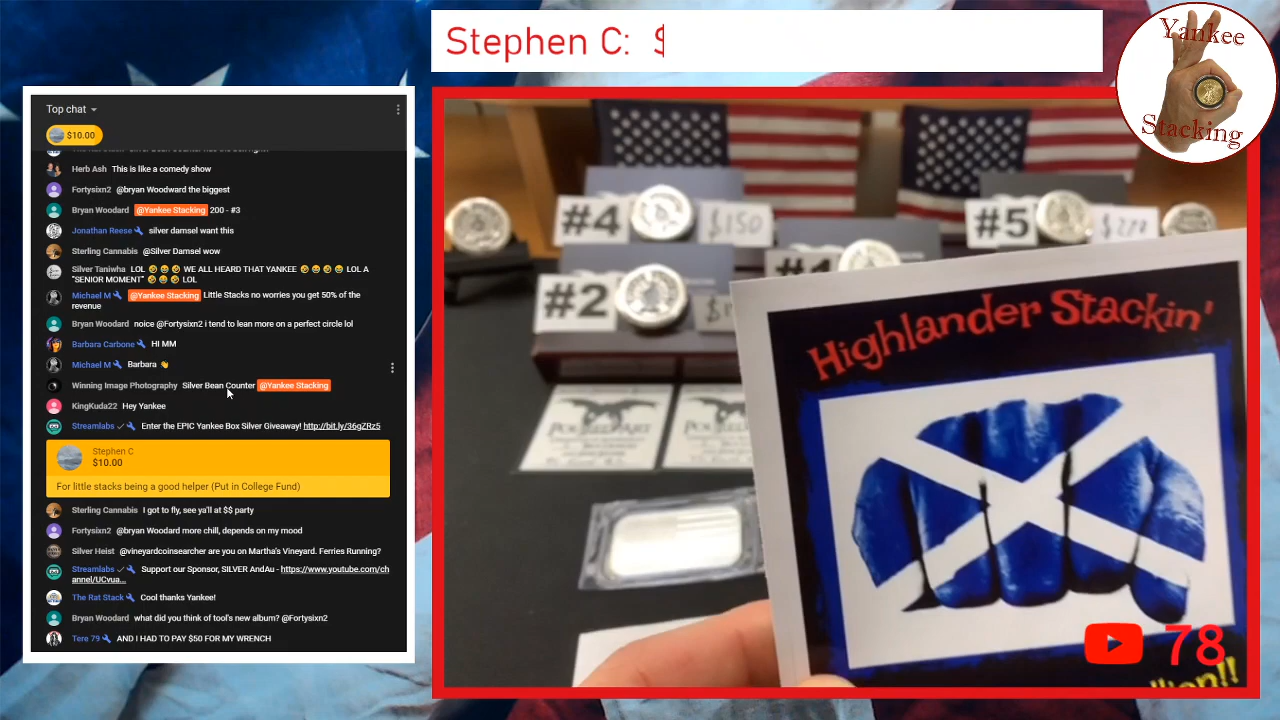 Stephen C: $
Yankee
Stacking
Top chat
$10.00
Herb Ash This is like a comedy show
Fortysixn2 @bryan Woodward the biggest
Bryan Woodard @Yankee Stacking 200 - #3
Jonathan Reese silver damsel want this
Sterling Cannabis @Silver Damsel wow
Silver Taniwha LOL 🤣 🤣 🤣 WE ALL HEARD THAT YANKEE 🤣 🤣 🤣 🤣 LOL A
"SENIOR MOMENT" 🤣 🤣 🤣 LOL
Michael M @Yankee Stacking Little Stacks no worries you get 50% of the
revenue
Bryan Woodard noice @Fortysixn2 i tend to lean more on a perfect circle lol
Barbara Carbone HI MM
Michael M Barbara 👋
Winning Image Photography Silver Bean Counter @Yankee Stacking
KingKuda22 Hey Yankee
Streamlabs Enter the EPIC Yankee Box Silver Giveaway! http://bit.ly/36gZRz5
Stephen C
$10.00
For little stacks being a good helper (Put in College Fund)
Sterling Cannabis I got to fly, see ya'll at $$ party
Fortysixn2 @bryan Woodard more chill, depends on my mood
Silver Heist @vineyardcoinsearcher are you on Martha's Vineyard. Ferries Running?
Streamlabs Support our Sponsor, SILVER AndAu - https://www.youtube.com/ch
annel/UCvua...
The Rat Stack Cool thanks Yankee!
Bryan Woodard what did you think of tool's new album? @Fortysixn2
Tere 79 AND I HAD TO PAY $50 FOR MY WRENCH
#4
$150
#5
#2
Highlander Stackin'
78